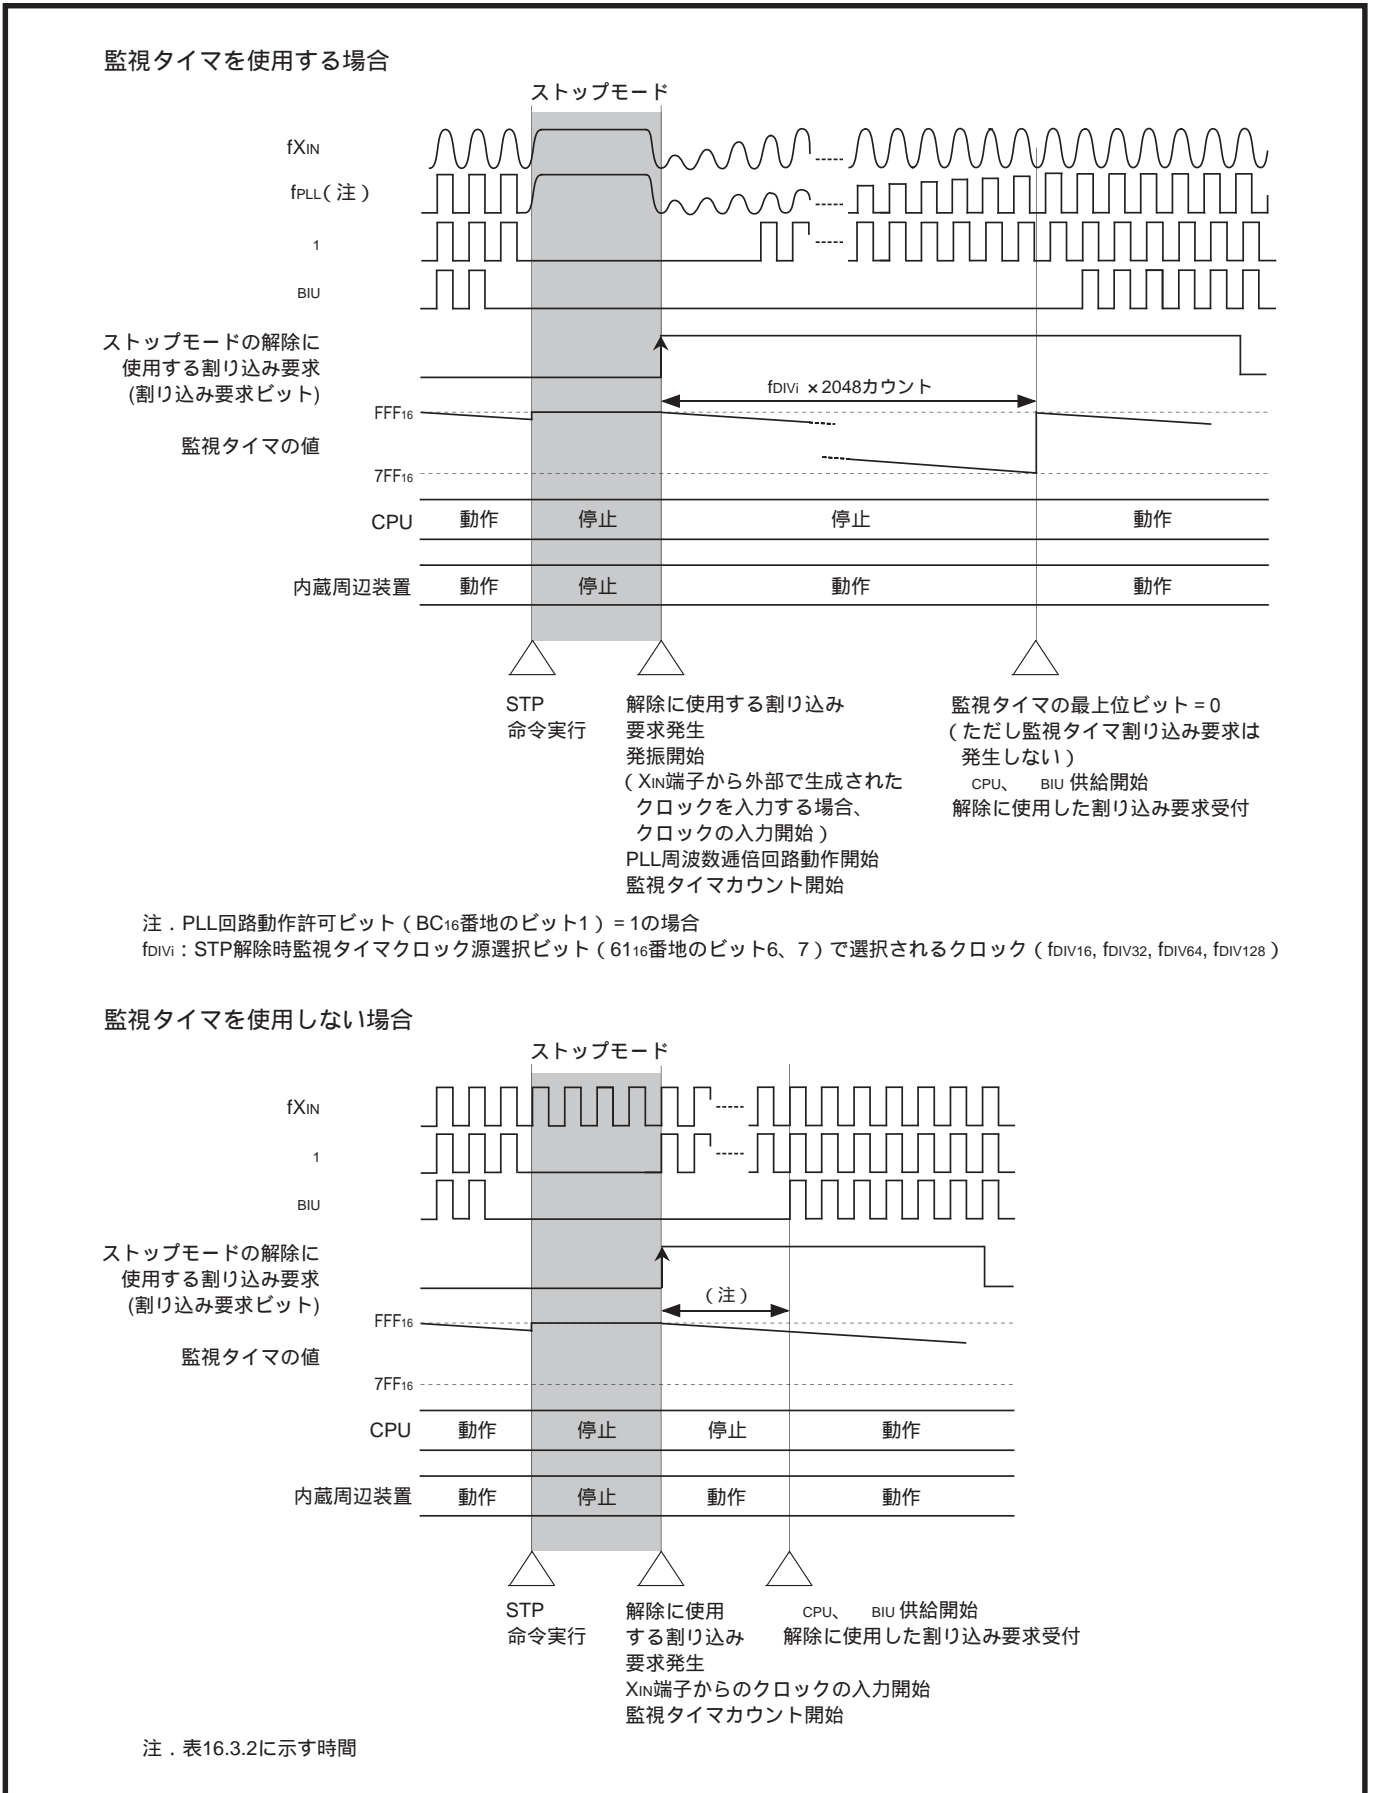 監視タイマを使用する場合
ストップモード
fXIN
fPLL（注）
1
BIU
ストップモードの解除に
使用する割り込み要求
(割り込み要求ビット)
fDIVi ×2048カウント
FFF16
監視タイマの値
7FF16
CPU 動作 停止 停止 動作
内蔵周辺装置 動作 停止 動作 動作
STP
命令実行
解除に使用する割り込み
要求発生
発振開始
（XIN端子から外部で生成された
クロックを入力する場合、
クロックの入力開始）
PLL周波数逓倍回路動作開始
監視タイマカウント開始
監視タイマの最上位ビット = 0
（ただし監視タイマ割り込み要求は
発生しない）
CPU、 BIU 供給開始
解除に使用した割り込み要求受付
注．PLL回路動作許可ビット（BC16番地のビット1）= 1の場合
fDIVi：STP解除時監視タイマクロック源選択ビット（6116番地のビット6、7）で選択されるクロック（fDIV16, fDIV32, fDIV64, fDIV128）
監視タイマを使用しない場合
ストップモード
fXIN
1
BIU
ストップモードの解除に
使用する割り込み要求
(割り込み要求ビット)
（注）
FFF16
監視タイマの値
7FF16
CPU 動作 停止 停止 動作
内蔵周辺装置 動作 停止 動作 動作
STP
命令実行
解除に使用
する割り込み
要求発生
XIN端子からのクロックの入力開始
監視タイマカウント開始
CPU、 BIU 供給開始
解除に使用した割り込み要求受付
注．表16.3.2に示す時間